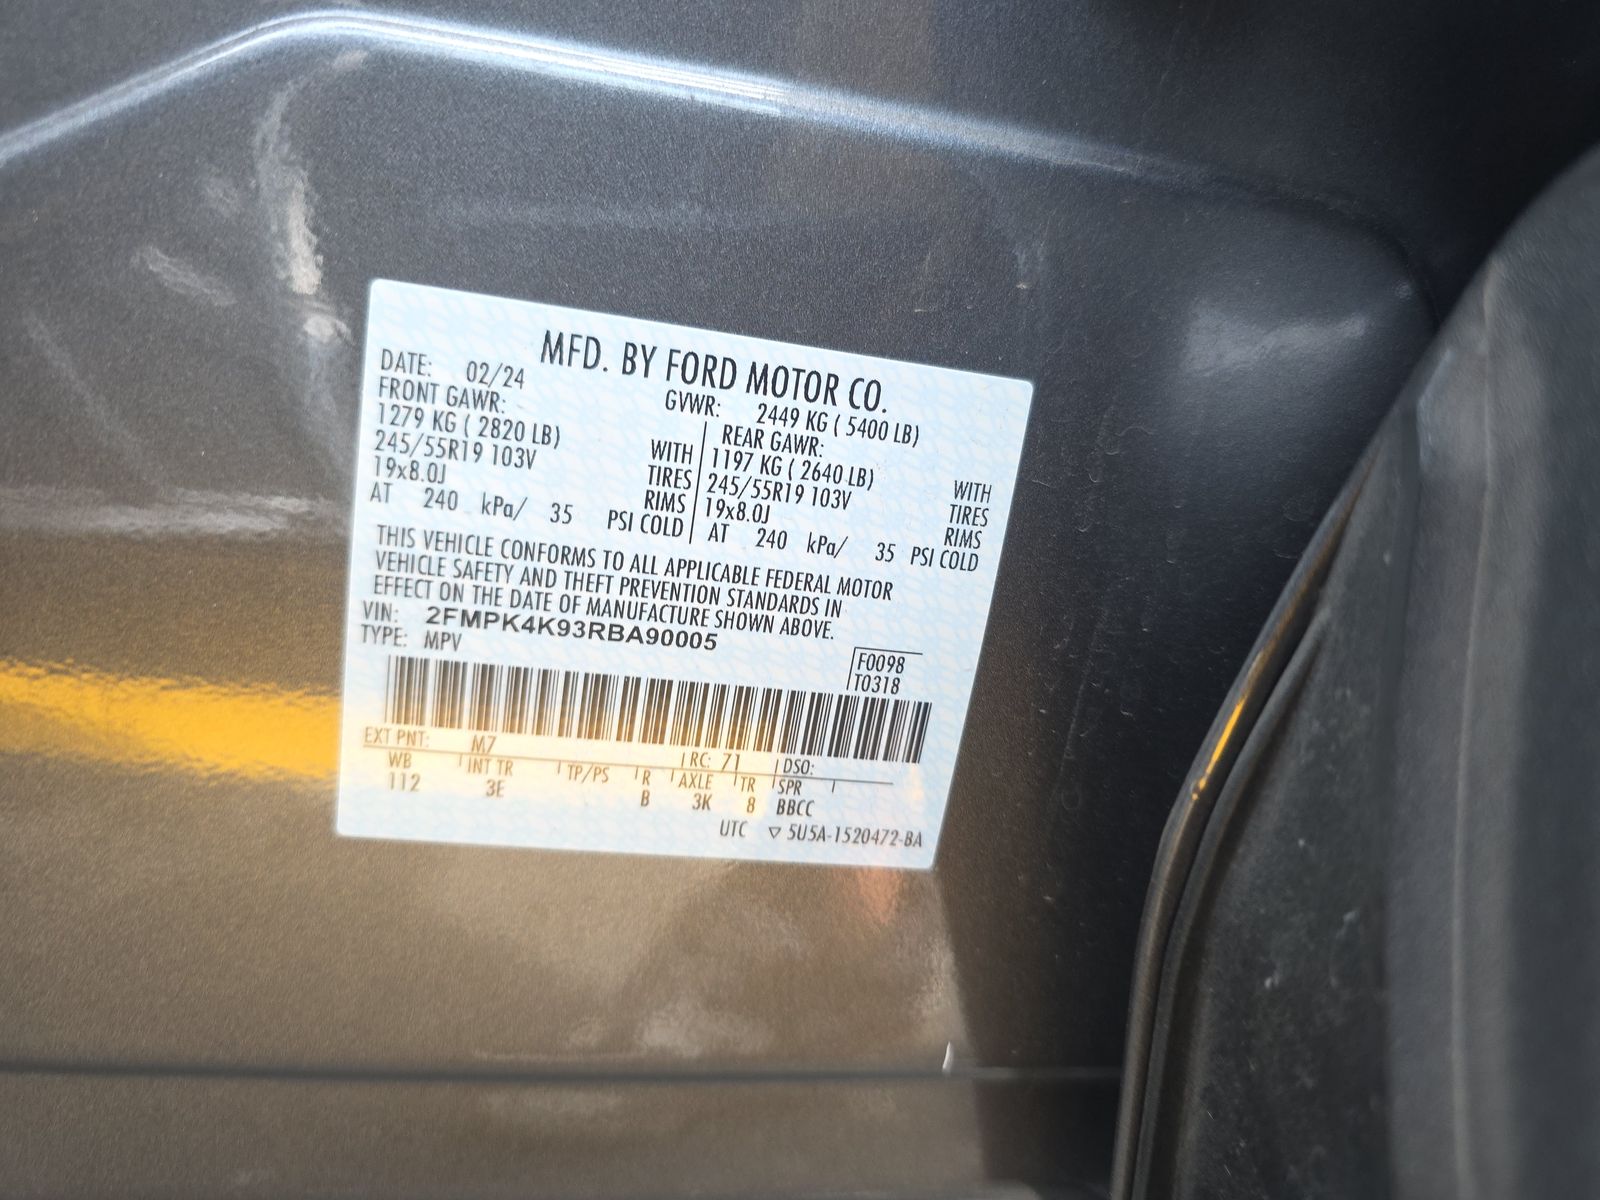 MFD. BY FORD MOTOR CO.
DATE: 02/24 GVWR: 2449 KG ( 5400 LB)
FRONT GAWR: REAR GAWR:
1279 KG ( 2820 LB) WITH 1197 KG ( 2640 LB) WITH
245/55R19 103V TIRES 245/55R19 103V TIRES
19x8.0J RIMS 19x8.0J RIMS
AT 240 kPa/ 35 PSI COLD AT 240 kPa/ 35 PSI COLD
THIS VEHICLE CONFORMS TO ALL APPLICABLE FEDERAL MOTOR
VEHICLE SAFETY AND THEFT PREVENTION STANDARDS IN
EFFECT ON THE DATE OF MANUFACTURE SHOWN ABOVE.
VIN: 2FMPK4K93RBA90005
TYPE: MPV
F0098
T0318
EXT PNT: M7 RC: 71 DSO:
WB INT TR TP/PS R AXLE TR SPR
112 3E B 3K 8 BBCC
UTC ▽ 5U5A-1520472-BA